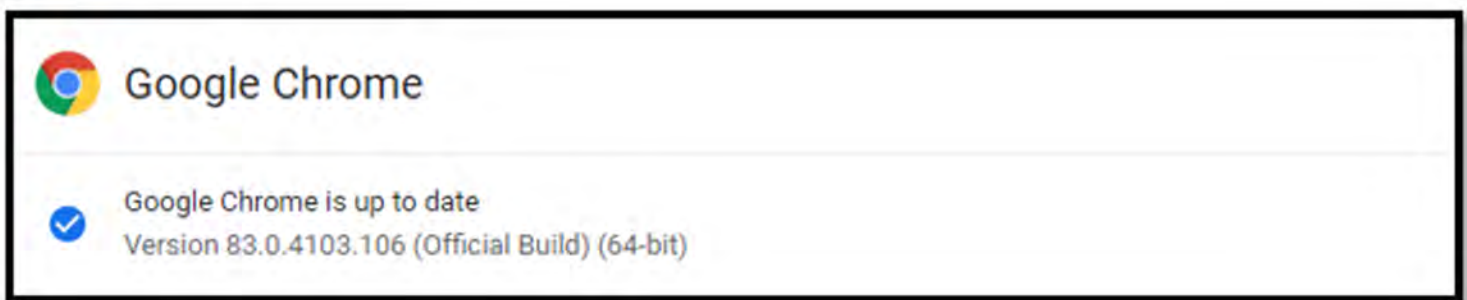 Google Chrome
Google Chrome is up to date
Version 83.0.4103.106 (Official Build) (64-bit)